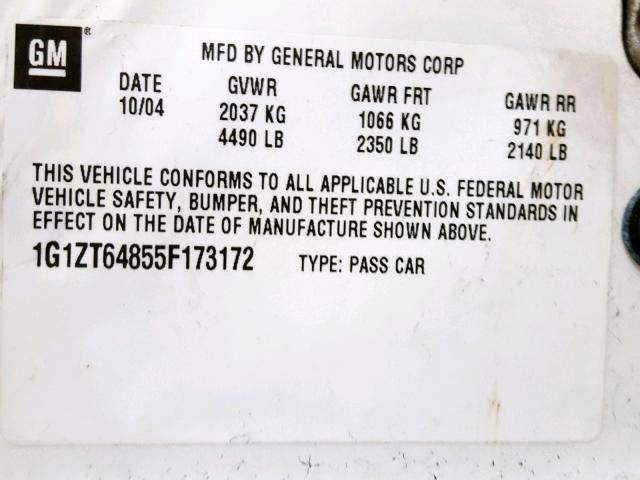 GM ®
MFD BY GENERAL MOTORS CORP
DATE GVWR GAWR FRT GAWR RR
10/04 2037 KG 1066 KG 971 KG
4490 LB 2350 LB 2140 LB
THIS VEHICLE CONFORMS TO ALL APPLICABLE U.S. FEDERAL MOTOR
VEHICLE SAFETY, BUMPER, AND THEFT PREVENTION STANDARDS IN
EFFECT ON THE DATE OF MANUFACTURE SHOWN ABOVE.
1G1ZT64855F173172 TYPE: PASS CAR